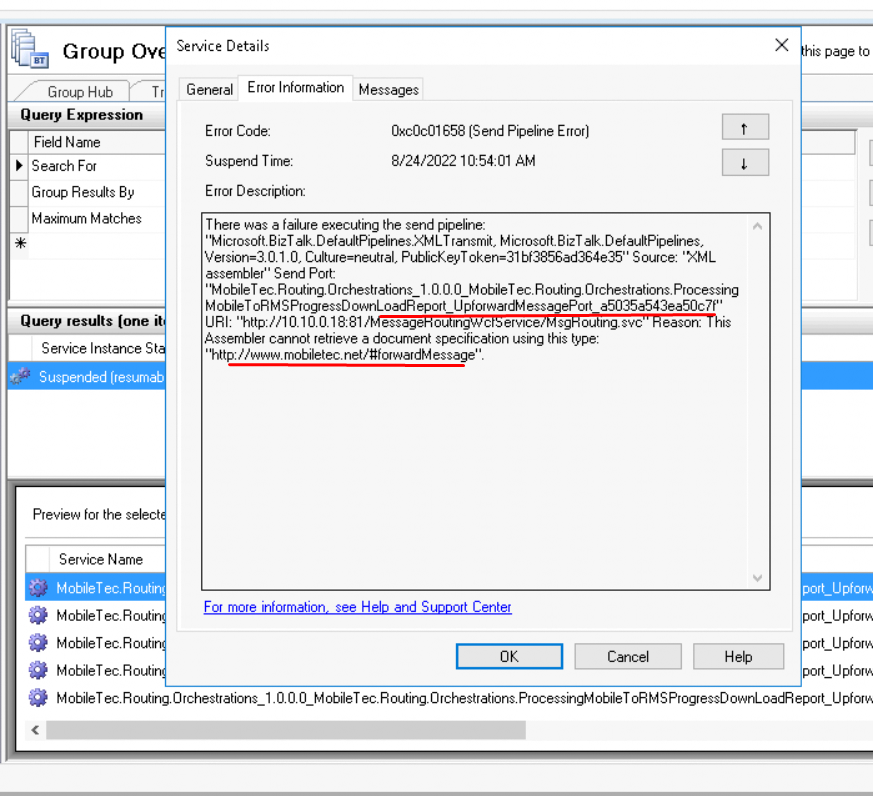 BT
Group Ove
this page to
Service Details
Group Hub
Tr
General
Error Information
Messages
Query Expression
Field Name
Search For
Group Results By
Maximum Matches
Error Code:
0xc0c01658 (Send Pipeline Error)
↑
Suspend Time:
8/24/2022 10:54:01 AM
↓
Error Description:
There was a failure executing the send pipeline:
"Microsoft.BizTalk.DefaultPipelines.XMLTransmit, Microsoft.BizTalk.DefaultPipelines,
Version=3.0.1.0, Culture=neutral, PublicKeyToken=31bf3856ad364e35" Source: "XML
assembler" Send Port:
"MobileTec.Routing.Orchestrations_1.0.0.0_MobileTec.Routing.Orchestrations.Processing
MobileToRMSProgressDownLoadReport_UpforwardMessagePort_a5035a543ea50c7f"
URI: "http://10.10.0.18:81/MessageRoutingWcfService/MsgRouting.svc" Reason: This
Assembler cannot retrieve a document specification using this type:
"http://www.mobiletec.net/#forwardMessage".
Query results (one ite
Service Instance Sta
Suspended (resumab
Preview for the selecte
Service Name
MobileTec.Routing
port_Upforw
MobileTec.Routing
port_Upforw
MobileTec.Routing
port_Upforw
MobileTec.Routing
port_Upforw
MobileTec.Routing.Orchestrations_1.0.0.0_MobileTec.Routing.Orchestrations.ProcessingMobileToRMSProgressDownLoadReport_Upforw
For more information, see Help and Support Center
OK
Cancel
Help